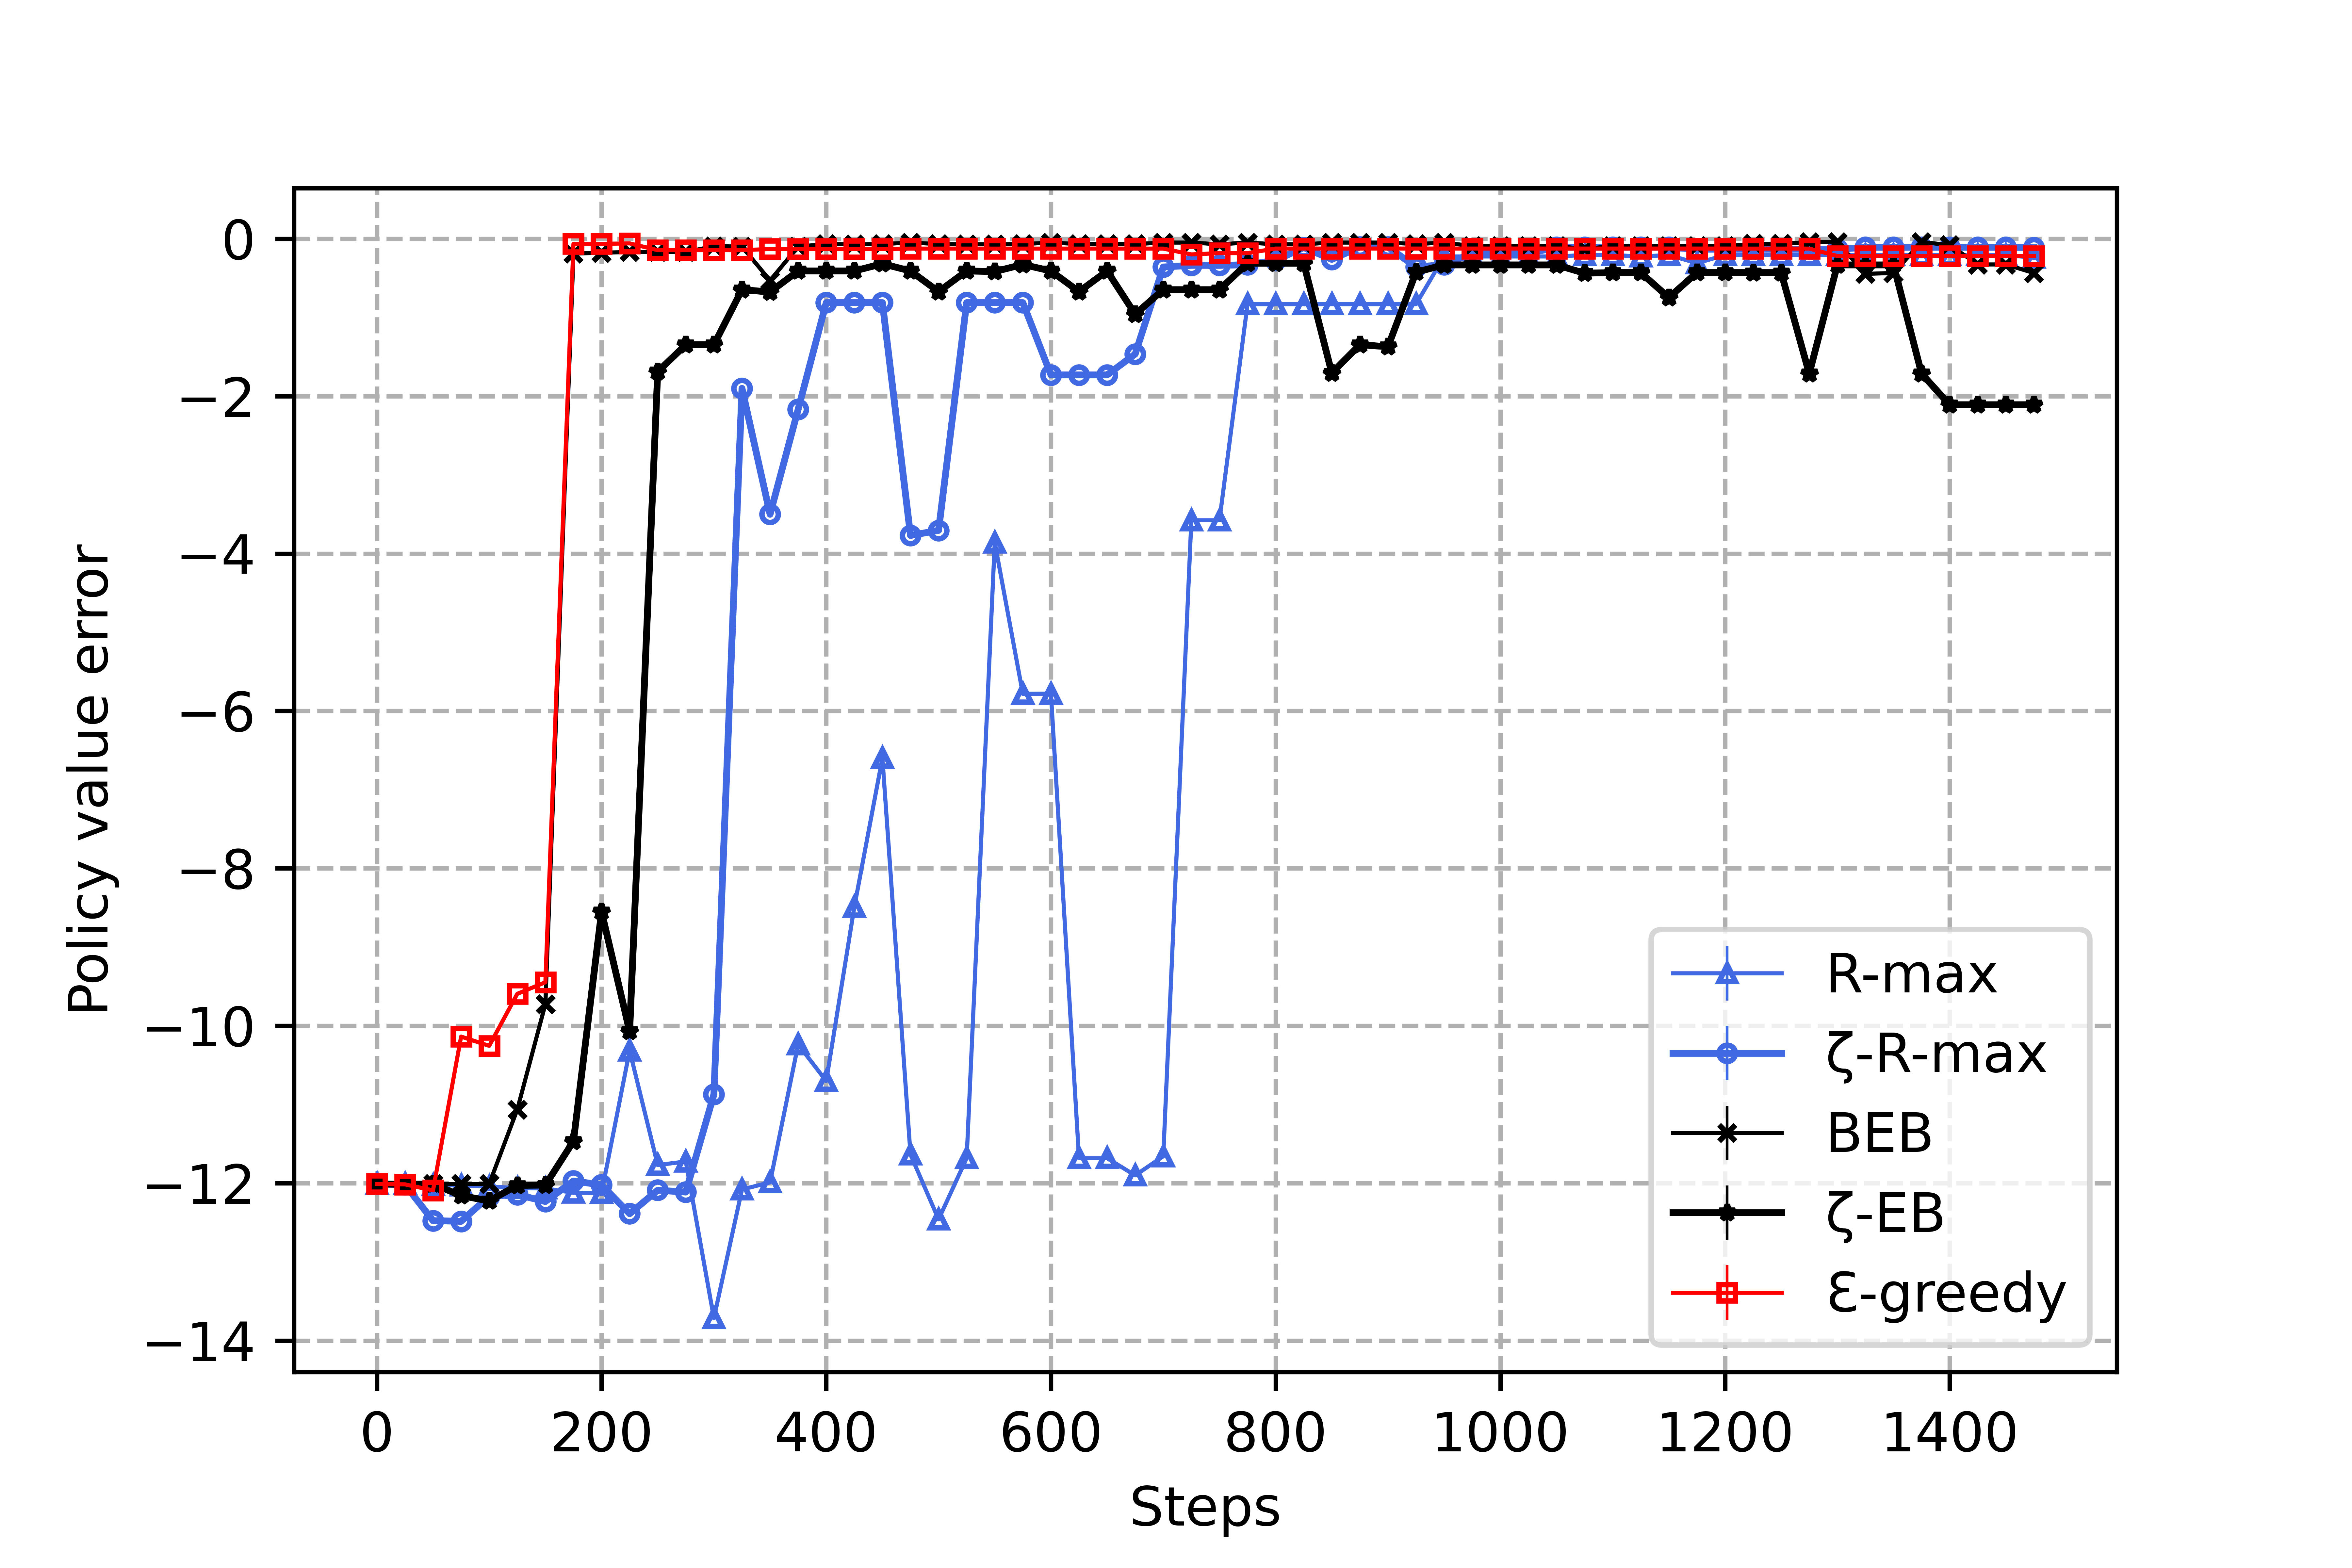 0
−2
−4
−6
−8
−10
−12
−14
Policy value error
0 200 400 600 800 1000 1200 1400
Steps
R-max
ζ-R-max
BEB
ζ-EB
Ɛ-greedy